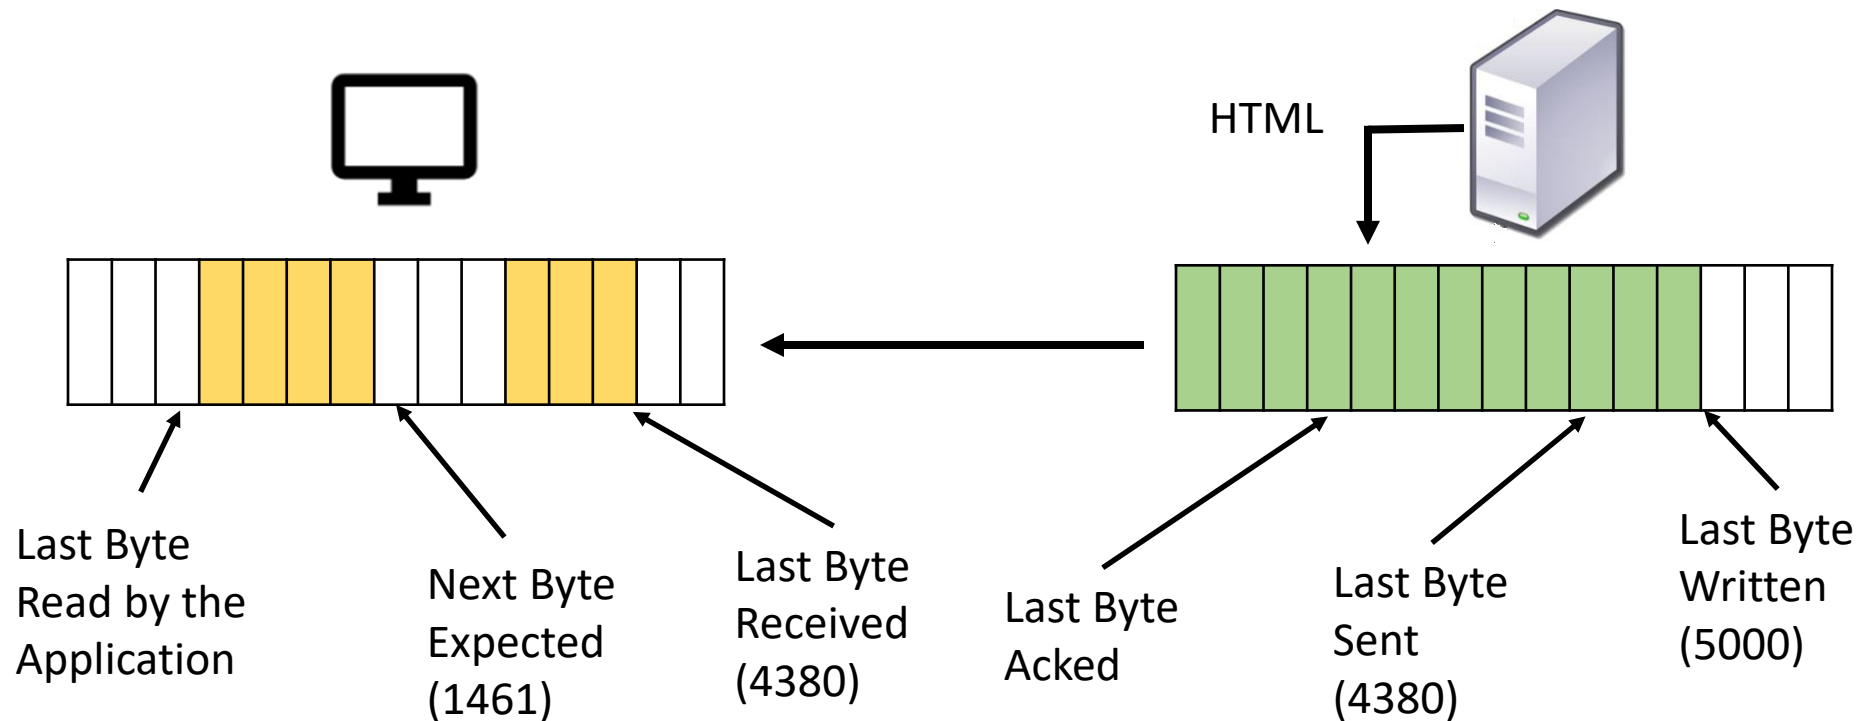 HTML
Last Byte
Read by the
Application
Next Byte
Expected
(1461)
Last Byte
Received
(4380)
Last Byte
Acked
Last Byte
Sent
(4380)
Last Byte
Written
(5000)